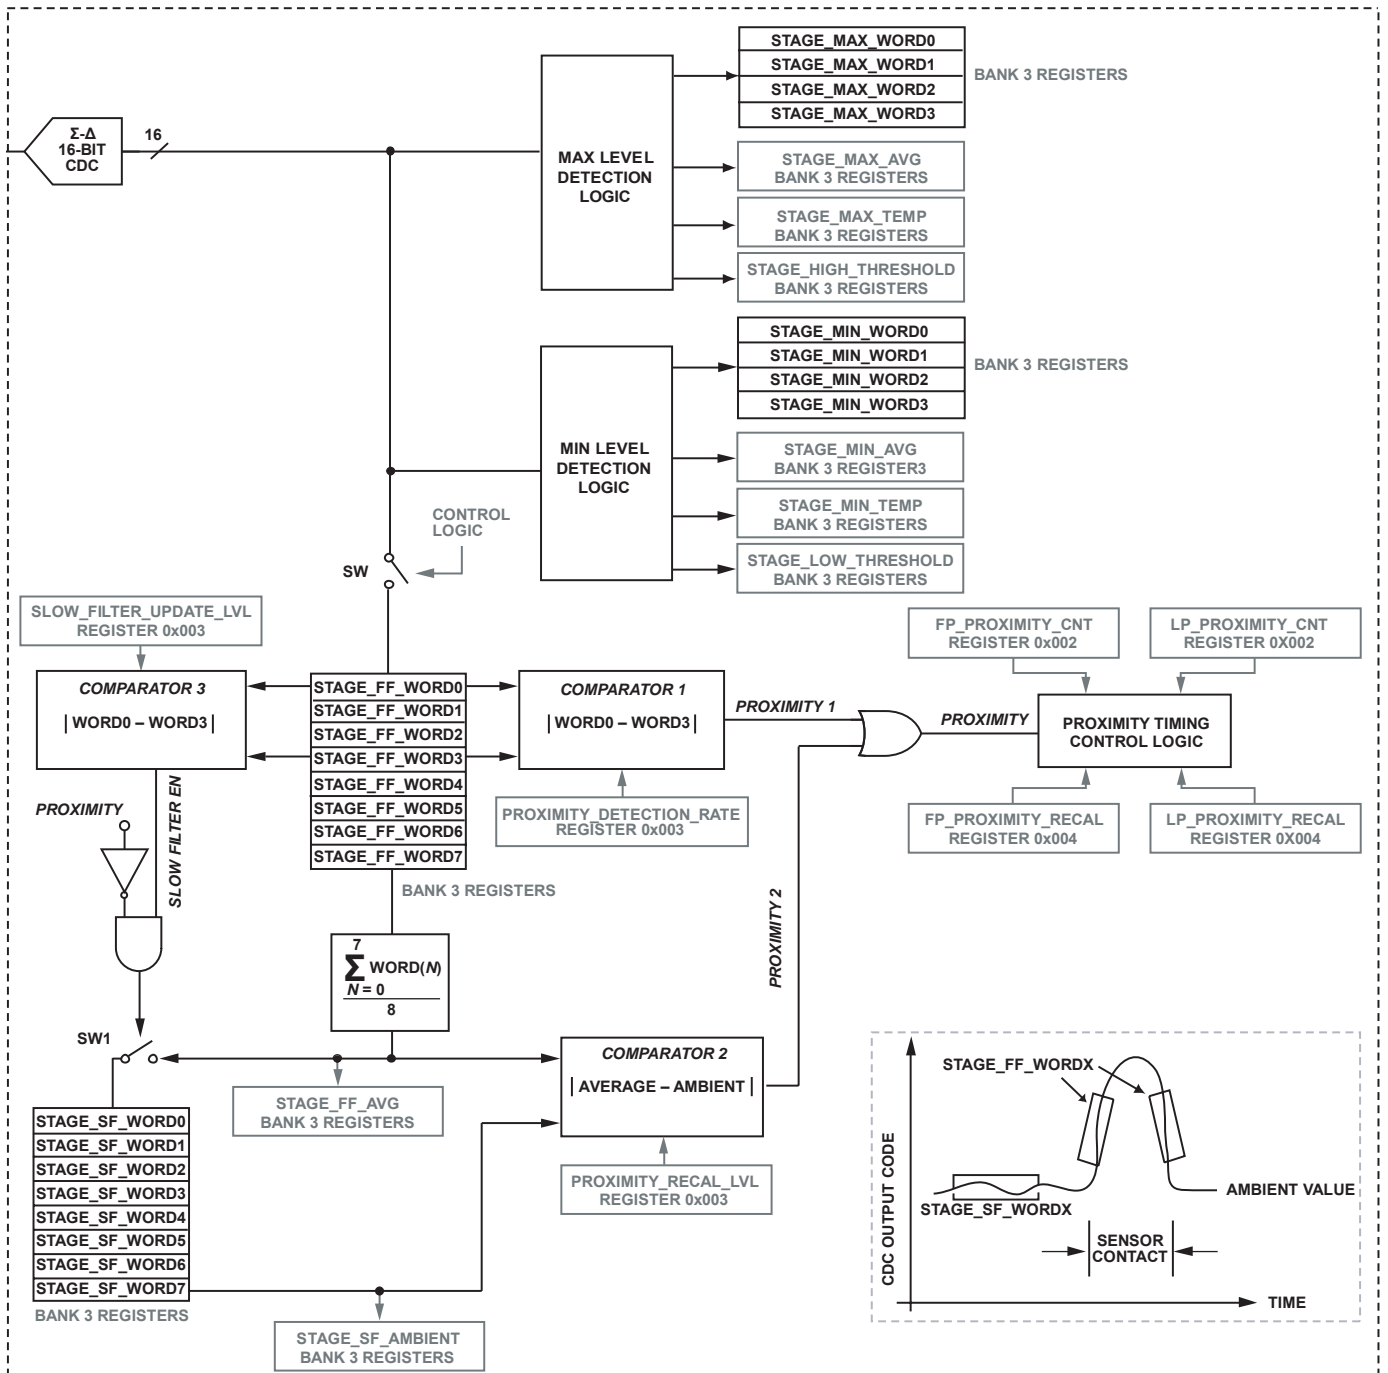 STAGE_MAX_WORD0
STAGE_MAX_WORD1
STAGE_MAX_WORD2
STAGE_MAX_WORD3
BANK 3 REGISTERS
Σ-Δ
16-BIT
CDC
16
MAX LEVEL
DETECTION
LOGIC
STAGE_MAX_AVG
BANK 3 REGISTERS
STAGE_MAX_TEMP
BANK 3 REGISTERS
STAGE_HIGH_THRESHOLD
BANK 3 REGISTERS
STAGE_MIN_WORD0
STAGE_MIN_WORD1
STAGE_MIN_WORD2
STAGE_MIN_WORD3
BANK 3 REGISTERS
MIN LEVEL
DETECTION
LOGIC
STAGE_MIN_AVG
BANK 3 REGISTER3
STAGE_MIN_TEMP
BANK 3 REGISTERS
STAGE_LOW_THRESHOLD
BANK 3 REGISTERS
CONTROL
LOGIC
SW
SLOW_FILTER_UPDATE_LVL
REGISTER 0x003
COMPARATOR 3
|WORD0 – WORD3|
STAGE_FF_WORD0
STAGE_FF_WORD1
STAGE_FF_WORD2
STAGE_FF_WORD3
STAGE_FF_WORD4
STAGE_FF_WORD5
STAGE_FF_WORD6
STAGE_FF_WORD7
BANK 3 REGISTERS
COMPARATOR 1
|WORD0 – WORD3|
PROXIMITY_DETECTION_RATE
REGISTER 0x003
PROXIMITY 1
PROXIMITY
FP_PROXIMITY_CNT
REGISTER 0x002
LP_PROXIMITY_CNT
REGISTER 0X002
PROXIMITY TIMING
CONTROL LOGIC
FP_PROXIMITY_RECAL
REGISTER 0x004
LP_PROXIMITY_RECAL
REGISTER 0X004
PROXIMITY
SLOW FILTER EN
PROXIMITY 2
7
Σ WORD(N)
N = 0
8
SW1
COMPARATOR 2
|AVERAGE – AMBIENT|
STAGE_FF_AVG
BANK 3 REGISTERS
PROXIMITY_RECAL_LVL
REGISTER 0x003
STAGE_SF_WORD0
STAGE_SF_WORD1
STAGE_SF_WORD2
STAGE_SF_WORD3
STAGE_SF_WORD4
STAGE_SF_WORD5
STAGE_SF_WORD6
STAGE_SF_WORD7
BANK 3 REGISTERS
STAGE_SF_AMBIENT
BANK 3 REGISTERS
CDC OUTPUT CODE
STAGE_FF_WORDX
STAGE_SF_WORDX
AMBIENT VALUE
SENSOR
CONTACT
TIME